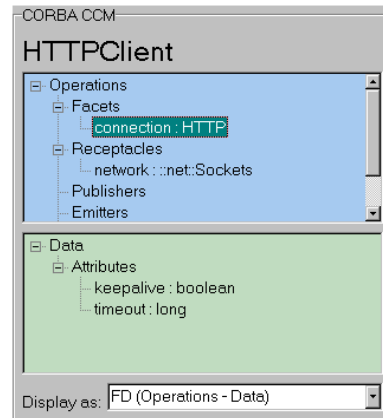 CORBA CCM
HTTPClient
Operations
Facets
connection : HTTP
Receptacles
network : ::net::Sockets
Publishers
Emitters
Data
Attributes
keepalive : boolean
timeout : long
Display as: FD (Operations - Data)